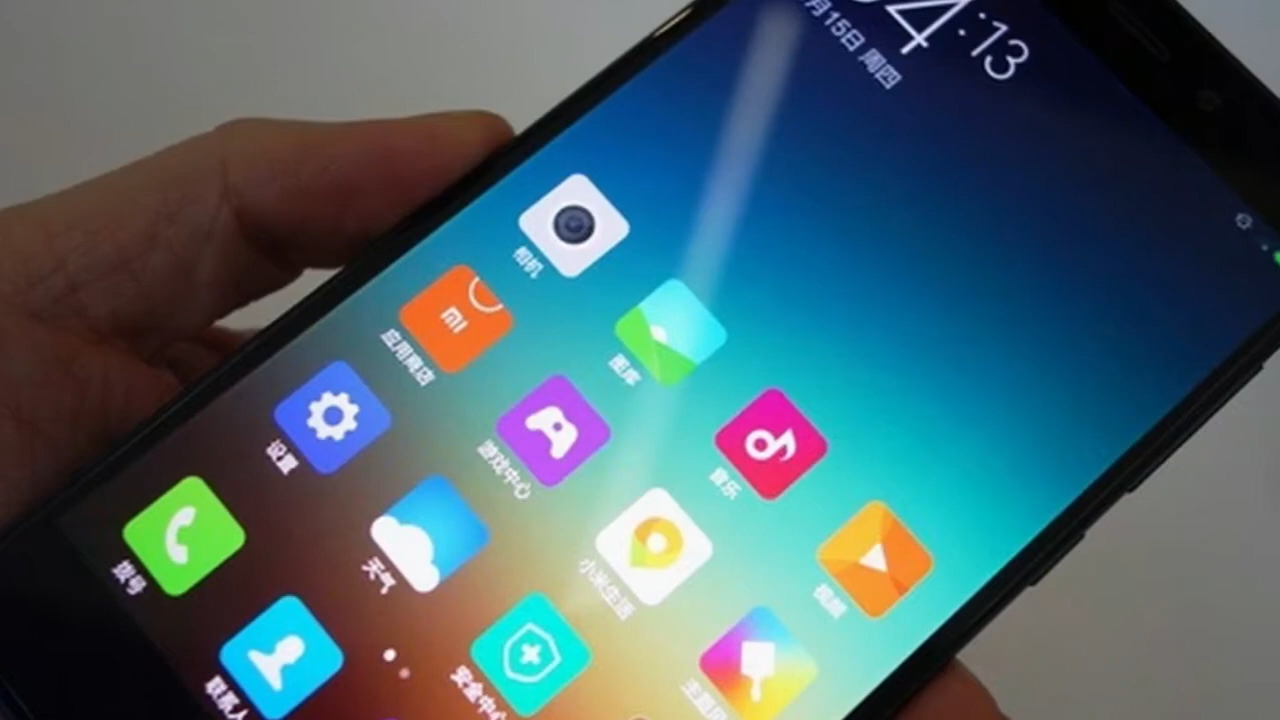 04:13
月15日 周四
相机
图库
音乐
视频
MI
应用商店
游戏中心
小米生活
主题风
设置
天气
安全中心
拨号
联系人